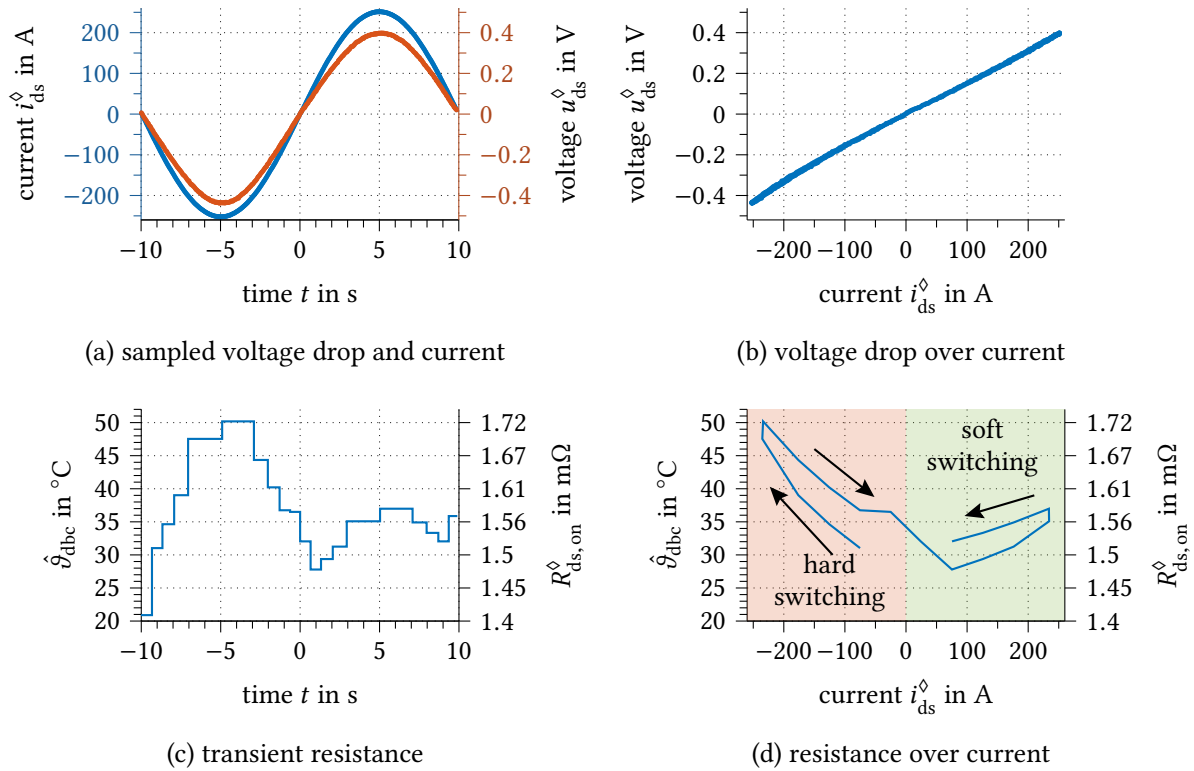 200
100
0
−100
−200
current i◊ds in A
0.4
0.2
0
−0.2
−0.4
voltage u◊ds in V
−10 −5 0 5 10
time t in s
(a) sampled voltage drop and current
0.4
0.2
0
−0.2
−0.4
voltage u◊ds in V
−200 −100 0 100 200
current i◊ds in A
(b) voltage drop over current
50
45
40
35
30
25
20
ϑ̂dbc in °C
1.72
1.67
1.61
1.56
1.5
1.45
1.4
R◊ds,on in mΩ
−10 −5 0 5 10
time t in s
(c) transient resistance
50
45
40
35
30
25
20
ϑ̂dbc in °C
soft
switching
hard
switching
1.72
1.67
1.61
1.56
1.5
1.45
1.4
R◊ds,on in mΩ
−200 −100 0 100 200
current i◊ds in A
(d) resistance over current